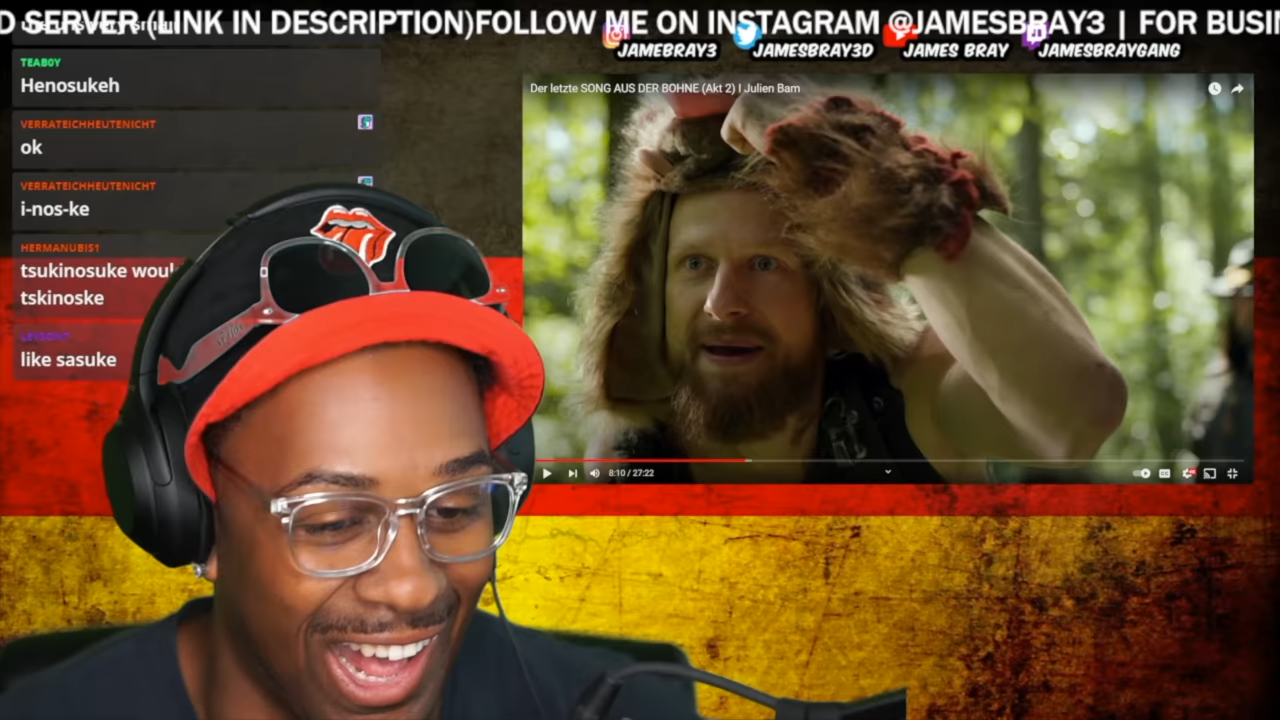 D SERVER (LINK IN DESCRIPTION)FOLLOW ME ON INSTAGRAM @JAMESBRAY3 | FOR BUSI
JAMEBRAY3
JAMESBRAY3D
JAMES BRAY
JAMESBRAYGANG
TEABOY
Henosukeh
VERRATEICHHEUTENICHT
ok
VERRATEICHHEUTENICHT
i-nos-ke
HERMANUBIS1
tsukinosuke woul
tskinoske
like sasuke
Der letzte SONG AUS DER BOHNE (Akt 2) I Julien Bam
8:10 / 27:22